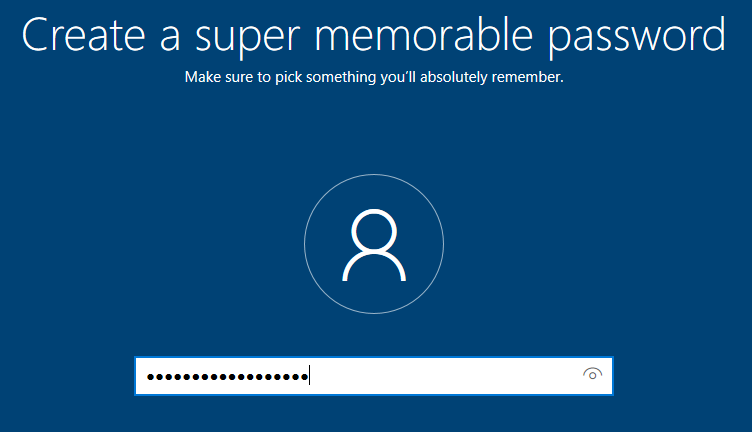 Create a super memorable password
Make sure to pick something you'll absolutely remember.
••••••••••••••••••